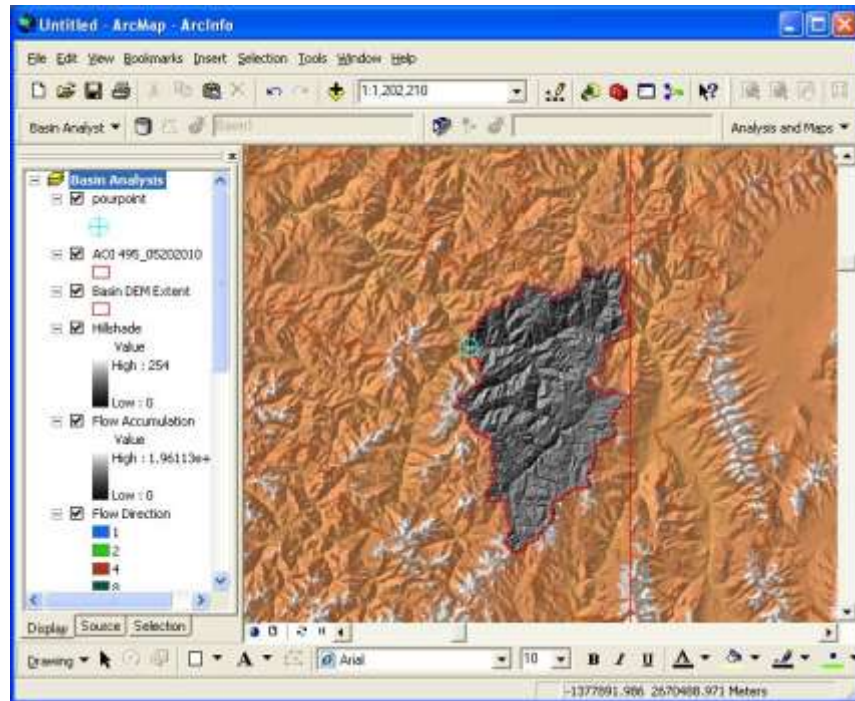 Untitled - ArcMap - ArcInfo
File Edit View Bookmarks Insert Selection Tools Window Help
1:1,202,210
Basin Analyst
Analysis and Maps
Basin Analysis
pourpoint
ACI 495_05202010
Basin DEM Extent
Hillshade
Value
High : 254
Low : 0
Flow Accumulation
Value
High : 1.96113e+
Low : 0
Flow Direction
1
2
4
8
Display Source Selection
Drawing A Arial 10 B I U A
-1377891.986 2670488.971 Meters